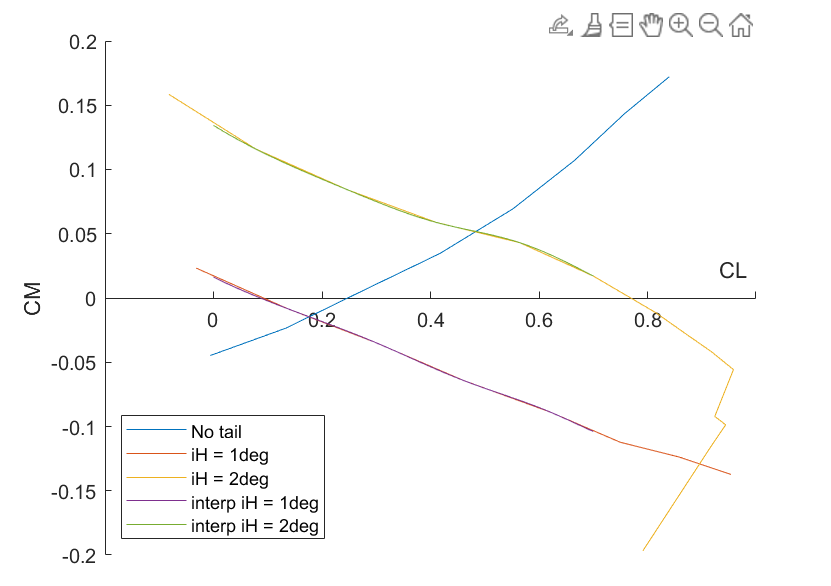 0.2
0.15
0.1
0.05
CL
CM
0
0
0.2
0.4
0.6
0.8
-0.05
-0.1
No tail
iH = 1deg
iH = 2deg
-0.15
interp iH = 1deg
interp iH = 2deg
-0.2